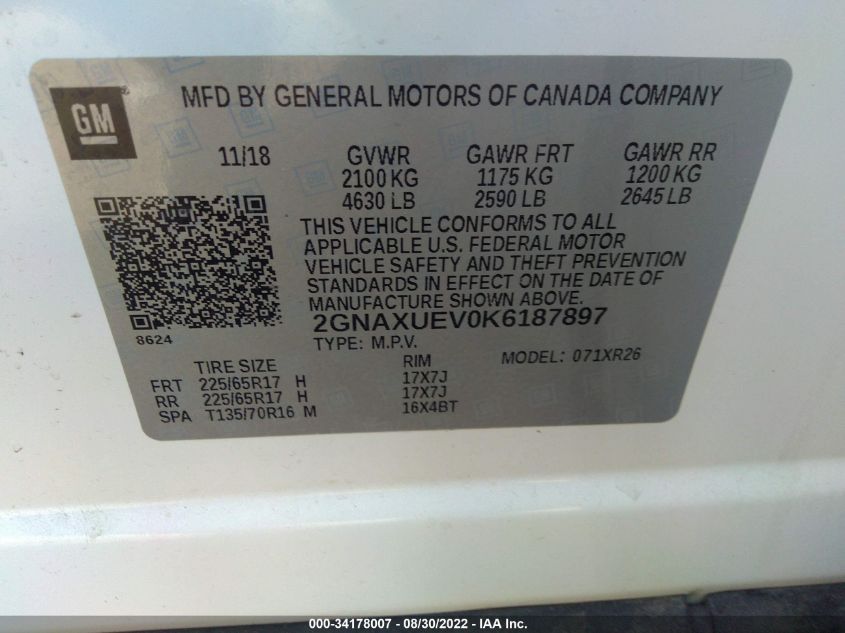 GM
MFD BY GENERAL MOTORS OF CANADA COMPANY
11/18 GVWR GAWR FRT GAWR RR
2100 KG 1175 KG 1200 KG
4630 LB 2590 LB 2645 LB
THIS VEHICLE CONFORMS TO ALL
APPLICABLE U.S. FEDERAL MOTOR
VEHICLE SAFETY AND THEFT PREVENTION
STANDARDS IN EFFECT ON THE DATE OF
MANUFACTURE SHOWN ABOVE.
2GNAXUEV0K6187897
8624
TYPE: M.P.V. MODEL: 071XR26
TIRE SIZE RIM
FRT 225/65R17 H 17X7J
RR 225/65R17 H 17X7J
SPA T135/70R16 M 16X4BT
000-34178007 - 08/30/2022 - IAA Inc.